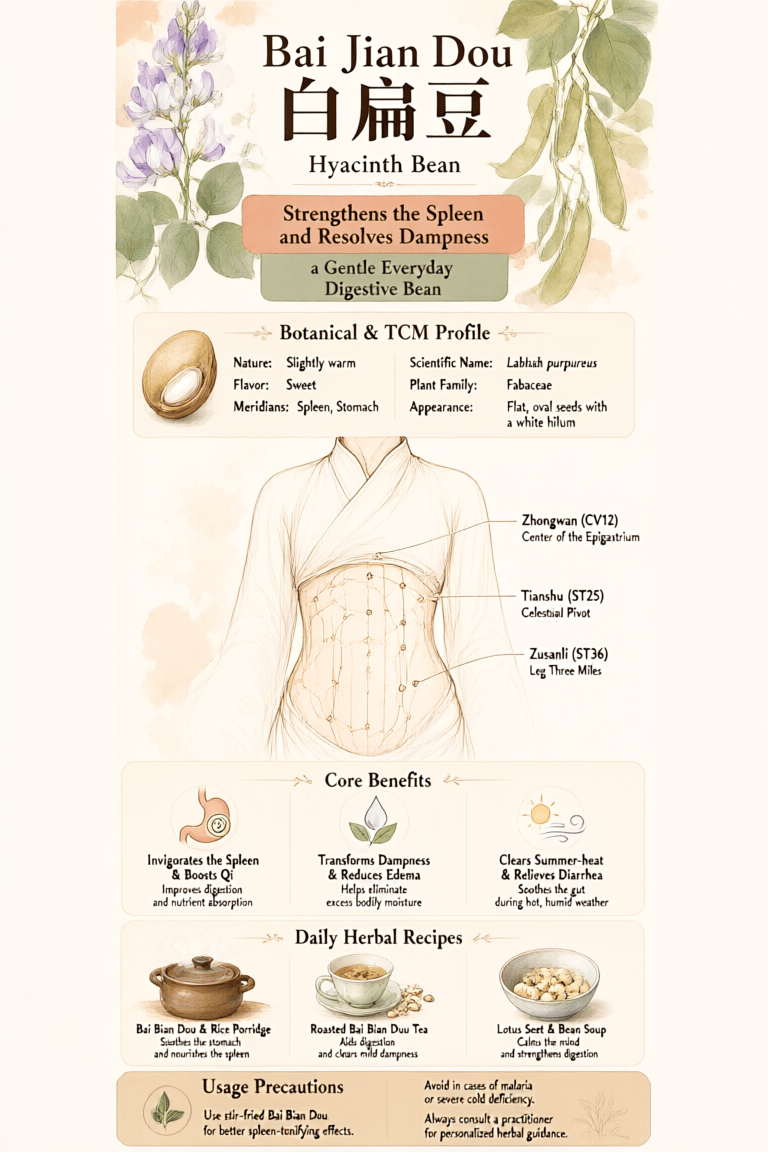 Bai Jian Dou
白扁豆
Hyacinth Bean
Strengthens the Spleen
and Resolves Dampness
a Gentle Everyday
Digestive Bean
Botanical & TCM Profile
Nature: Slightly warm
Flavor: Sweet
Meridians: Spleen, Stomach
Scientific Name: purpureus
Plant Family: Fabaceae
Appearance: Flat, oval seeds with
a white hilum
Zhongwan (CV12)
Center of the Epigastrium
Tianshu (ST25)
Celestial Pivot
Zusanli (ST36)
Leg Three Miles
Core Benefits
Invigorates the Spleen
& Boosts Qi
Improves digestion
and nutrient absorption
Transforms Dampness
& Reduces Edema
Helps eliminate
excess bodily moisture
Clears Summer-heat
& Relieves Diarrhea
Soothes the gut
during hot, humid weather
Daily Herbal Recipes
Bai Bian Dou & Rice Porridge
the stomach
and nourishes the spleen
Roasted Bai Bian Tea
Aids digestion
and clears mild dampness
Lotus & Bean Soup
Calms the mind
and strengthens digestion
Usage Precautions
Use stir-fried Bai Bian Dou
for better spleen-tonifying effects.
Avoid in cases of malaria
or severe cold deficiency.
Always consult a practitioner
for personalized herbal guidance.